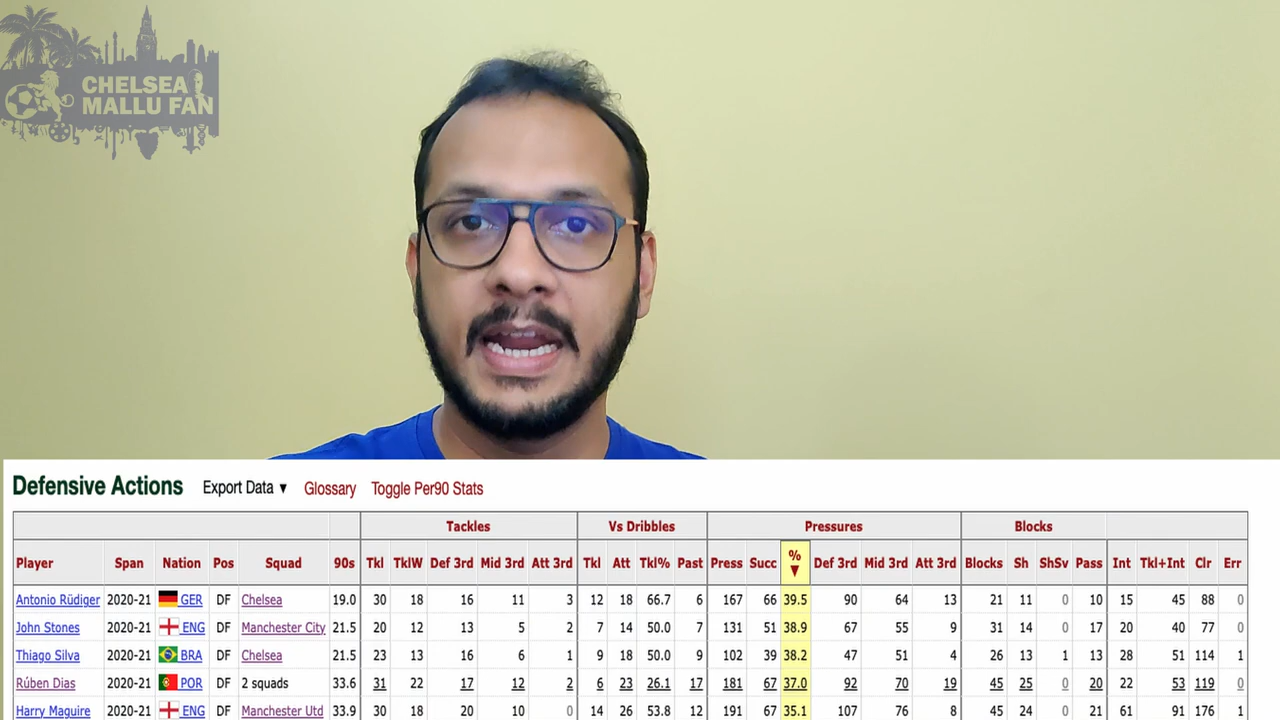 CHELSEA
MALLU FAN
Defensive Actions Export Data ▼ Glossary Toggle Per90 Stats
Tackles Vs Dribbles Pressures Blocks
Player Span Nation Pos Squad 90s Tkl TklW Def 3rd Mid 3rd Att 3rd Tkl Att Tkl% Past Press Succ % ▼ Def 3rd Mid 3rd Att 3rd Blocks Sh ShSv Pass Int Tkl+Int Clr Err
Antonio Rüdiger 2020-21 GER DF Chelsea 19.0 30 18 16 11 3 12 18 66.7 6 167 66 39.5 90 64 13 21 11 0 10 15 45 88 0
John Stones 2020-21 ENG DF Manchester City 21.5 20 12 13 5 2 7 14 50.0 7 131 51 38.9 67 55 9 31 14 0 17 20 40 77 0
Thiago Silva 2020-21 BRA DF Chelsea 21.5 23 13 16 6 1 9 18 50.0 9 102 39 38.2 47 51 4 26 13 1 13 28 51 114 1
Rúben Dias 2020-21 POR DF 2 squads 33.6 31 22 17 12 2 6 23 26.1 17 181 67 37.0 92 70 19 45 25 0 20 22 53 119 0
Harry Maguire 2020-21 ENG DF Manchester Utd 33.9 30 18 20 10 0 14 26 53.8 12 191 67 35.1 107 76 8 45 24 0 21 61 91 176 1